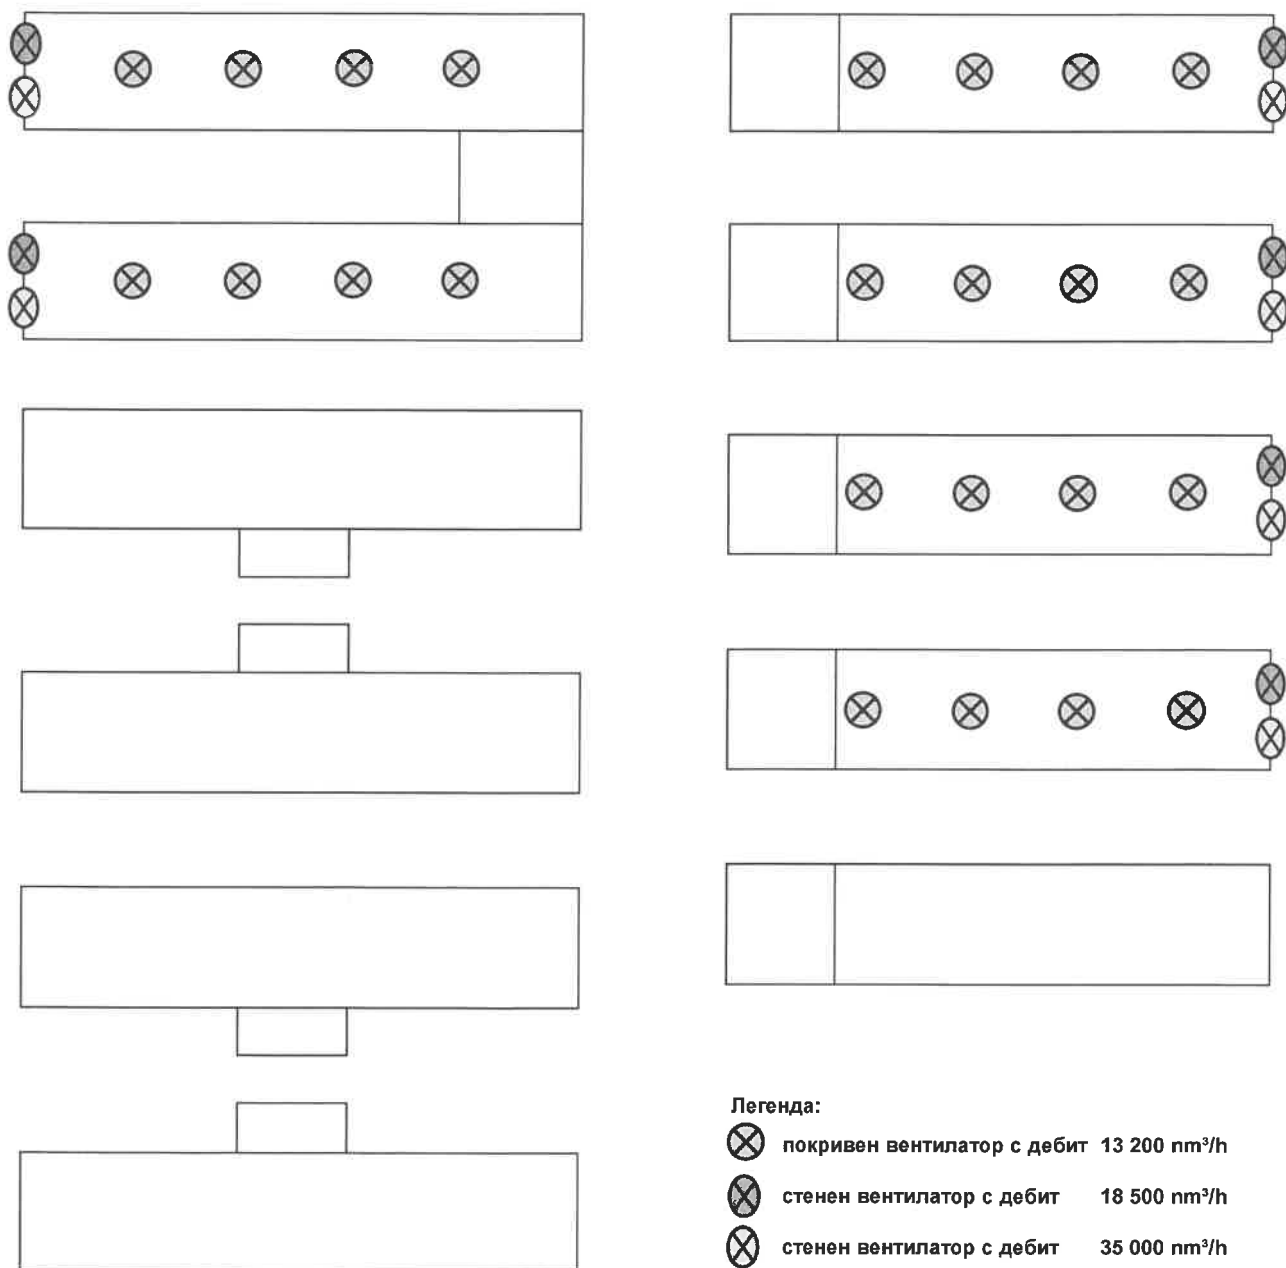 Легенда:
покривен вентилатор с дебит 13 200 nm³/h
стенен вентилатор с дебит 18 500 nm³/h
стенен вентилатор с дебит 35 000 nm³/h